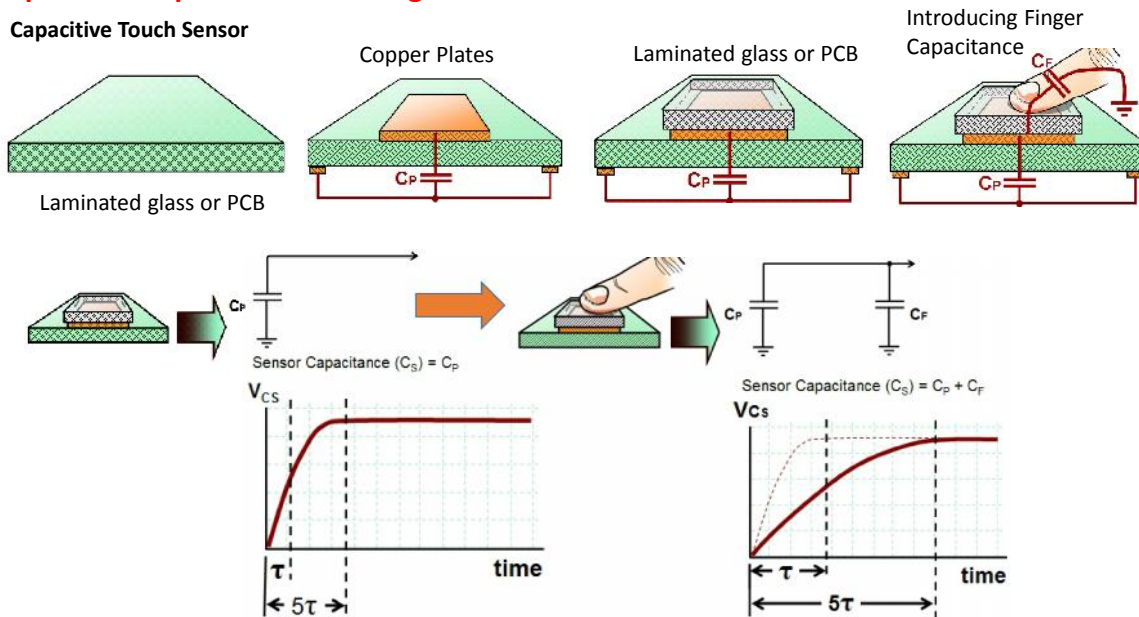 Capacitive Touch Sensor
Copper Plates
Laminated glass or PCB
Introducing Finger
Capacitance
CF
CP
CP
CP
Laminated glass or PCB
CP
CP
CF
Sensor Capacitance (CS) = CP
Sensor Capacitance (CS) = CP + CF
VCS
τ
time
5τ
VCS
τ
time
5τ